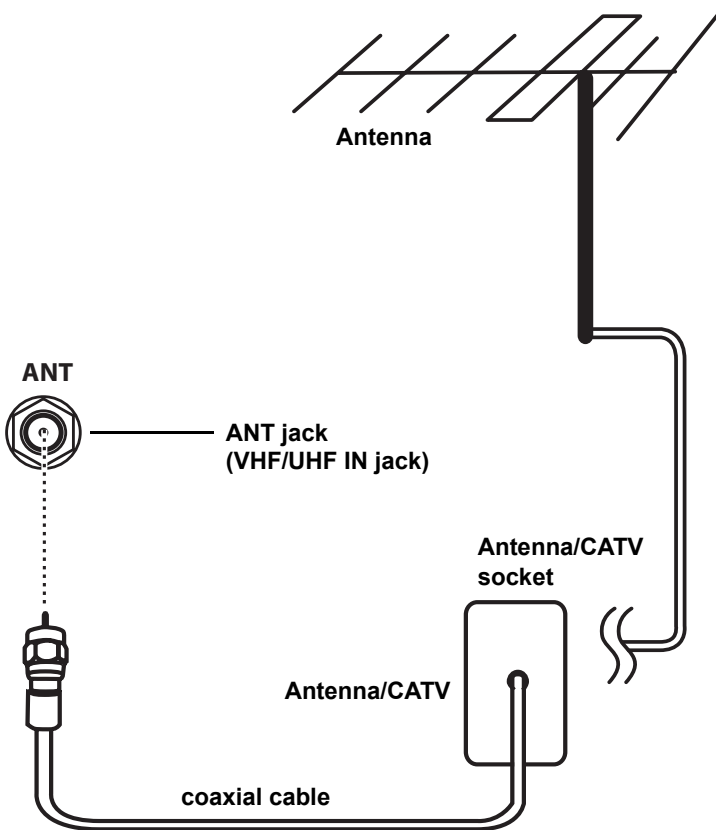 Antenna
ANT
ANT jack
(VHF/UHF IN jack)
Antenna/CATV
socket
Antenna/CATV
coaxial cable